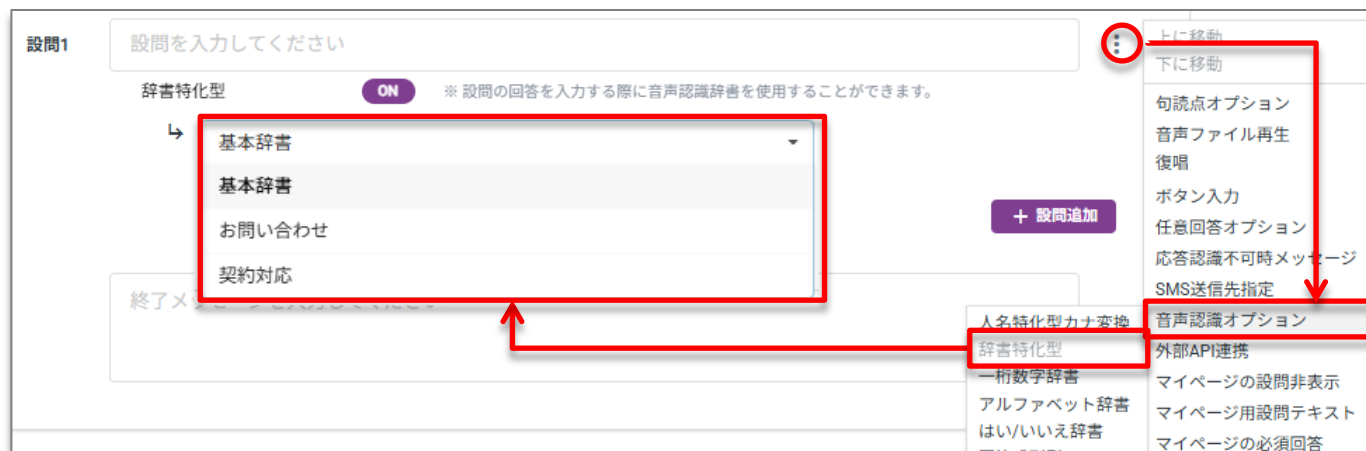 設問1
設問を入力してください
上に移動
下に移動
辞書特化型
ON
※ 設問の回答を入力する際に音声認識辞書を使用することができます。
基本辞書
基本辞書
お問い合わせ
契約対応
+ 設問追加
句読点オプション
音声ファイル再生
復唱
ボタン入力
任意回答オプション
応答認識不可時メッセージ
SMS送信先指定
音声認識オプション
外部API連携
マイページの設問非表示
マイページ用設問テキスト
マイページの必須回答
人名特化型カナ変換
辞書特化型
一桁数字辞書
アルファベット辞書
はい/いいえ辞書